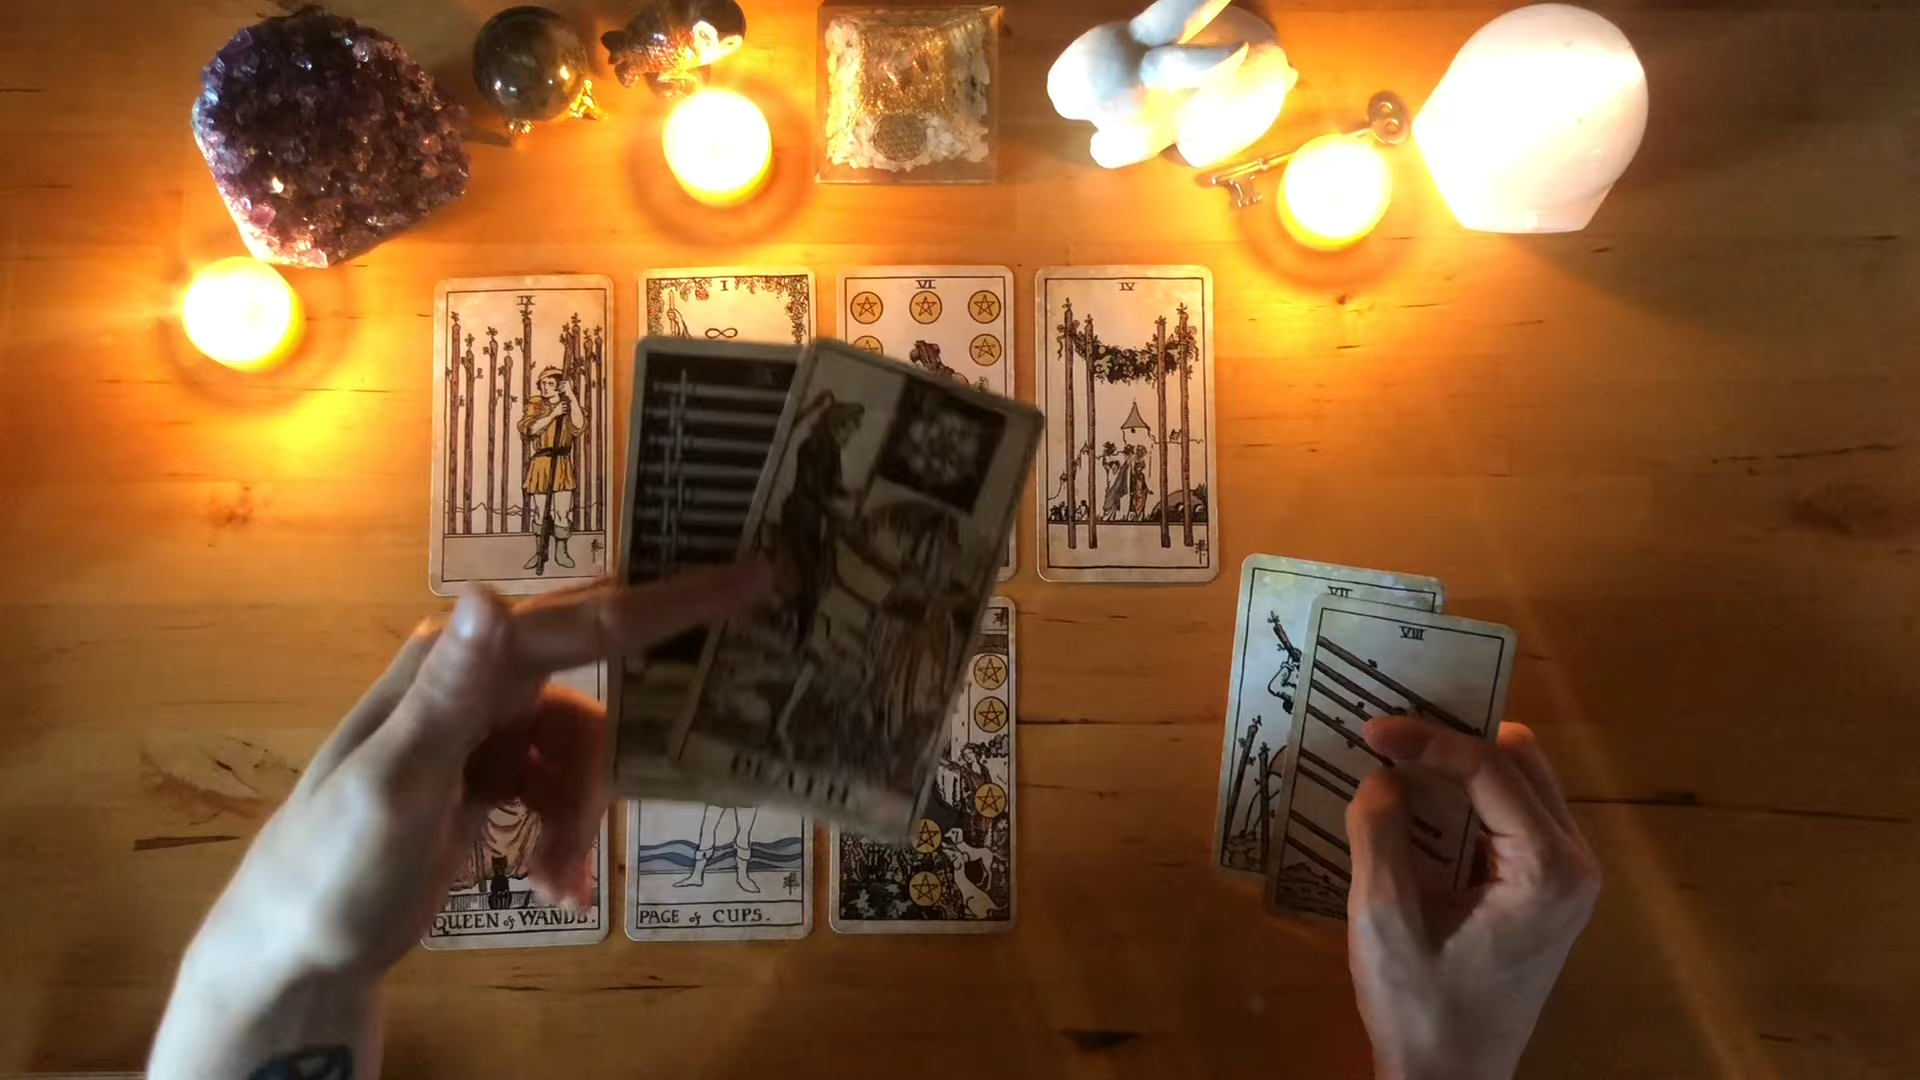 IX
I
VI
IV
VII
VIII
QUEEN of WANDS.
PAGE of CUPS.